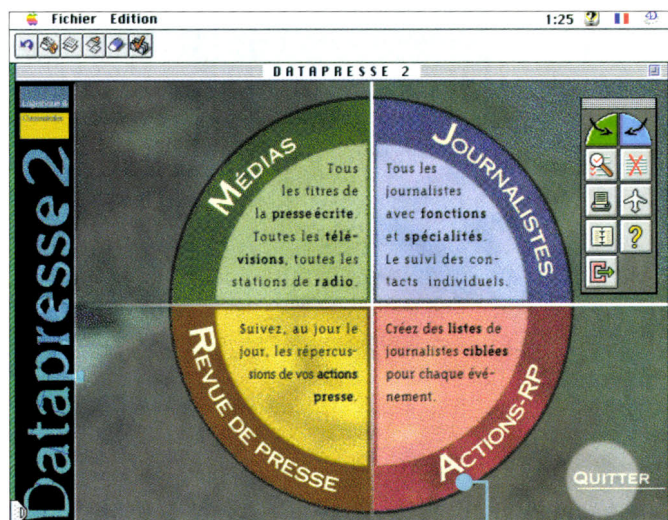 Fichier Edition
1:25
DATAPRESSE 2
Datapresse 2
MÉDIAS
Tous
les titres de
la presse écrite.
Toutes les télé-
visions, toutes les
stations de radio.
JOURNALISTES
Tous les
journalistes
avec fonctions
et spécialités.
Le suivi des con-
tacts individuels.
REVUE DE PRESSE
Suivez, au jour le
jour, les répercus-
sions de vos actions
presse.
ACTIONS-RP
Créez des listes de
journalistes ciblées
pour chaque évé-
nement.
QUITTER